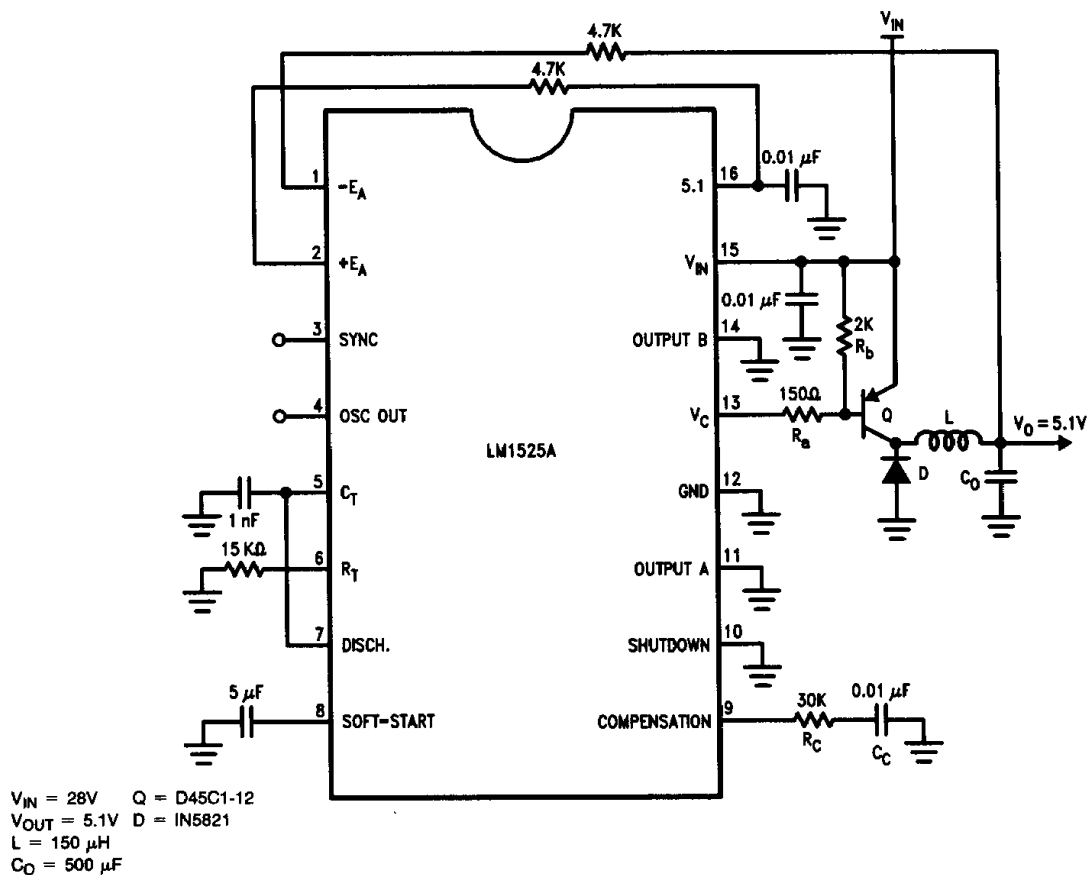 V_IN
4.7K
4.7K
0.01 μF
1
-E_A
5.1
16
2
+E_A
V_IN
15
0.01 μF
3
SYNC
OUTPUT B
14
2K
R_b
4
OSC OUT
V_C
13
150Ω
R_a
Q
L
V_O = 5.1V
LM1525A
D
C_O
5
C_T
GND
12
1 nF
15 KΩ
6
R_T
OUTPUT A
11
7
DISCH.
SHUTDOWN
10
5 μF
8
SOFT-START
COMPENSATION
9
30K
R_C
0.01 μF
C_C
V_IN = 28V Q = D45C1-12
V_OUT = 5.1V D = IN5821
L = 150 μH
C_O = 500 μF